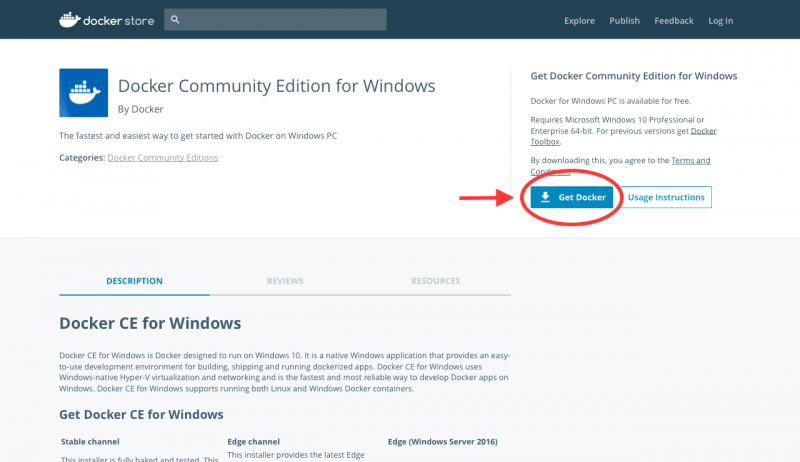 docker store
Explore Publish Feedback Log In
Docker Community Edition for Windows
By Docker
The fastest and easiest way to get started with Docker on Windows PC
Categories: Docker Community Editions
Get Docker Community Edition for Windows
Docker for Windows PC is available for free.
Requires Microsoft Windows 10 Professional or
Enterprise 64-bit. For previous versions get Docker
Toolbox.
By downloading this, you agree to the Terms and
Conditions
Get Docker
Usage Instructions
DESCRIPTION REVIEWS RESOURCES
Docker CE for Windows
Docker CE for Windows is Docker designed to run on Windows 10. It is a native Windows application that provides an easy-
to-use development environment for building, shipping and running dockerized apps. Docker CE for Windows uses
Windows-native Hyper-V virtualization and networking and is the fastest and most reliable way to develop Docker apps on
Windows. Docker CE for Windows supports running both Linux and Windows Docker containers.
Get Docker CE for Windows
Stable channel
This installer is fully baked and tested. This
Edge channel
This installer provides the latest Edge
Edge (Windows Server 2016)